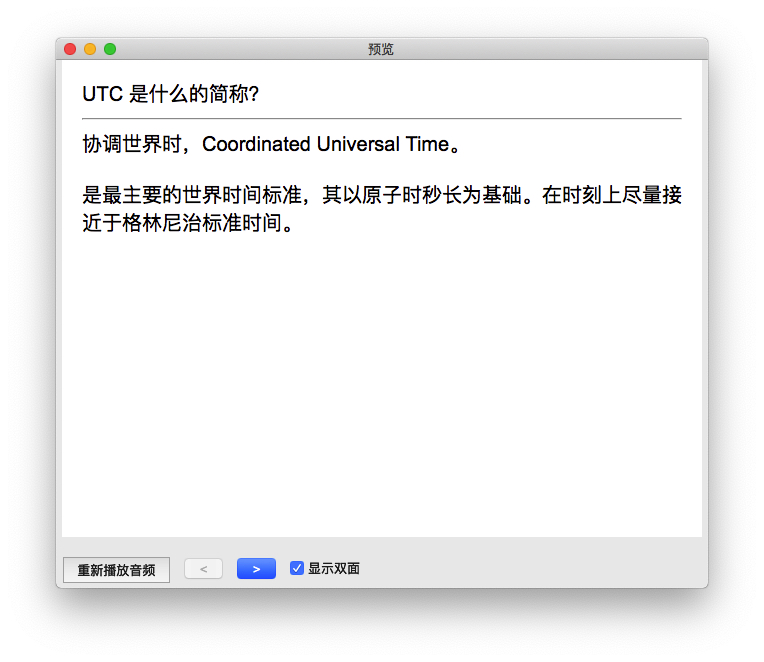 预览
UTC 是什么的简称?
协调世界时，Coordinated Universal Time。
是最主要的世界时间标准，其以原子时秒长为基础。在时刻上尽量接
近于格林尼治标准时间。
重新播放音频 < > 显示双面